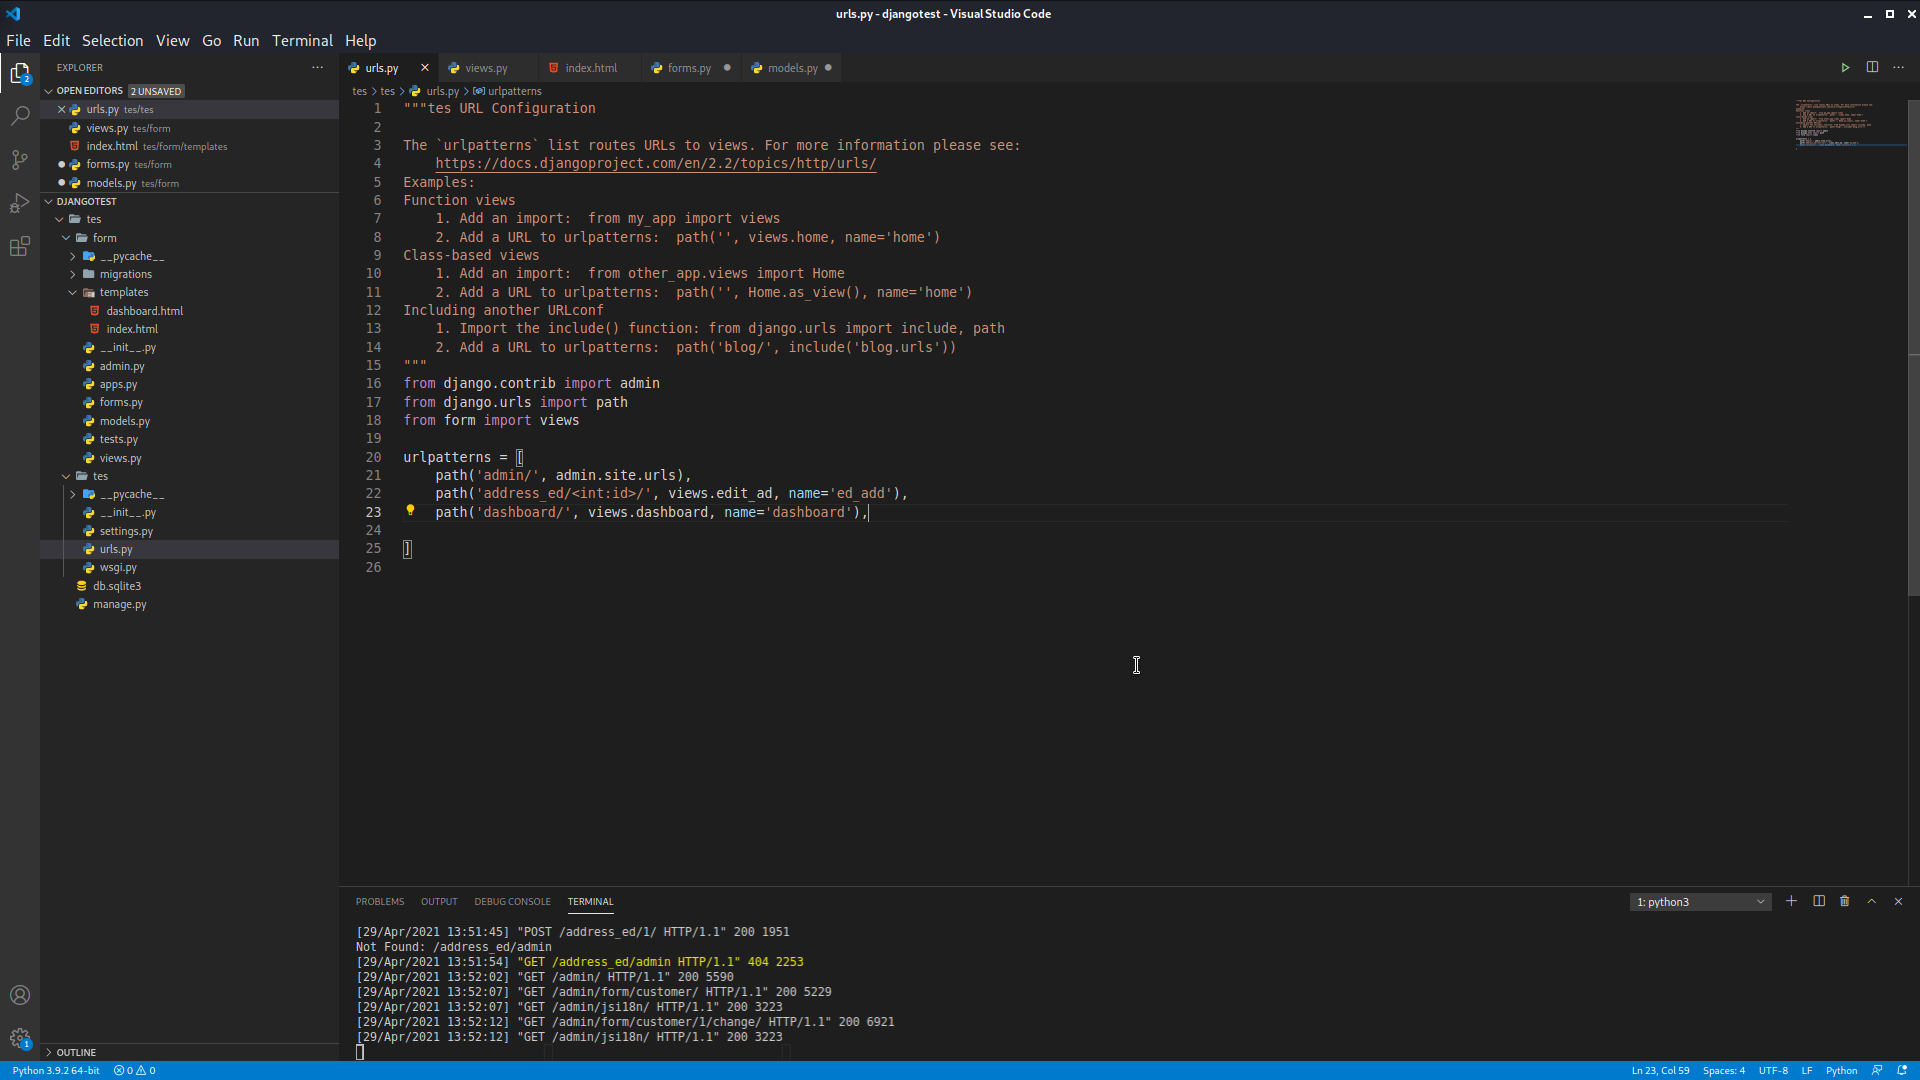 urls.py - djangotest - Visual Studio Code
File Edit Selection View Go Run Terminal Help
EXPLORER
OPEN EDITORS 2 UNSAVED
urls.py tes/tes
views.py tes/form
index.html tes/form/templates
forms.py tes/form
models.py tes/form
DJANGOTEST
tes
form
__pycache__
migrations
templates
dashboard.html
index.html
__init__.py
admin.py
apps.py
forms.py
models.py
tests.py
views.py
tes
__pycache__
__init__.py
settings.py
urls.py
wsgi.py
db.sqlite3
manage.py
OUTLINE
urls.py views.py index.html forms.py models.py
tes > tes > urls.py > urlpatterns
1 """tes URL Configuration
2
3 The `urlpatterns` list routes URLs to views. For more information please see:
4     https://docs.djangoproject.com/en/2.2/topics/http/urls/
5 Examples:
6 Function views
7     1. Add an import:  from my_app import views
8     2. Add a URL to urlpatterns:  path('', views.home, name='home')
9 Class-based views
10     1. Add an import:  from other_app.views import Home
11     2. Add a URL to urlpatterns:  path('', Home.as_view(), name='home')
12 Including another URLconf
13     1. Import the include() function: from django.urls import include, path
14     2. Add a URL to urlpatterns:  path('blog/', include('blog.urls'))
15 """
16 from django.contrib import admin
17 from django.urls import path
18 from form import views
19
20 urlpatterns = [
21     path('admin/', admin.site.urls),
22     path('address_ed/<int:id>/', views.edit_ad, name='ed_add'),
23     path('dashboard/', views.dashboard, name='dashboard'),
24
25 ]
26
PROBLEMS OUTPUT DEBUG CONSOLE TERMINAL
1: python3
[29/Apr/2021 13:51:45] "POST /address_ed/1/ HTTP/1.1" 200 1951
Not Found: /address_ed/admin
[29/Apr/2021 13:51:54] "GET /address_ed/admin HTTP/1.1" 404 2253
[29/Apr/2021 13:52:02] "GET /admin/ HTTP/1.1" 200 5590
[29/Apr/2021 13:52:07] "GET /admin/form/customer/ HTTP/1.1" 200 5229
[29/Apr/2021 13:52:07] "GET /admin/jsi18n/ HTTP/1.1" 200 3223
[29/Apr/2021 13:52:12] "GET /admin/form/customer/1/change/ HTTP/1.1" 200 6921
[29/Apr/2021 13:52:12] "GET /admin/jsi18n/ HTTP/1.1" 200 3223
2
1
Python 3.9.2 64-bit 0 0 Ln 23, Col 59 Spaces: 4 UTF-8 LF Python